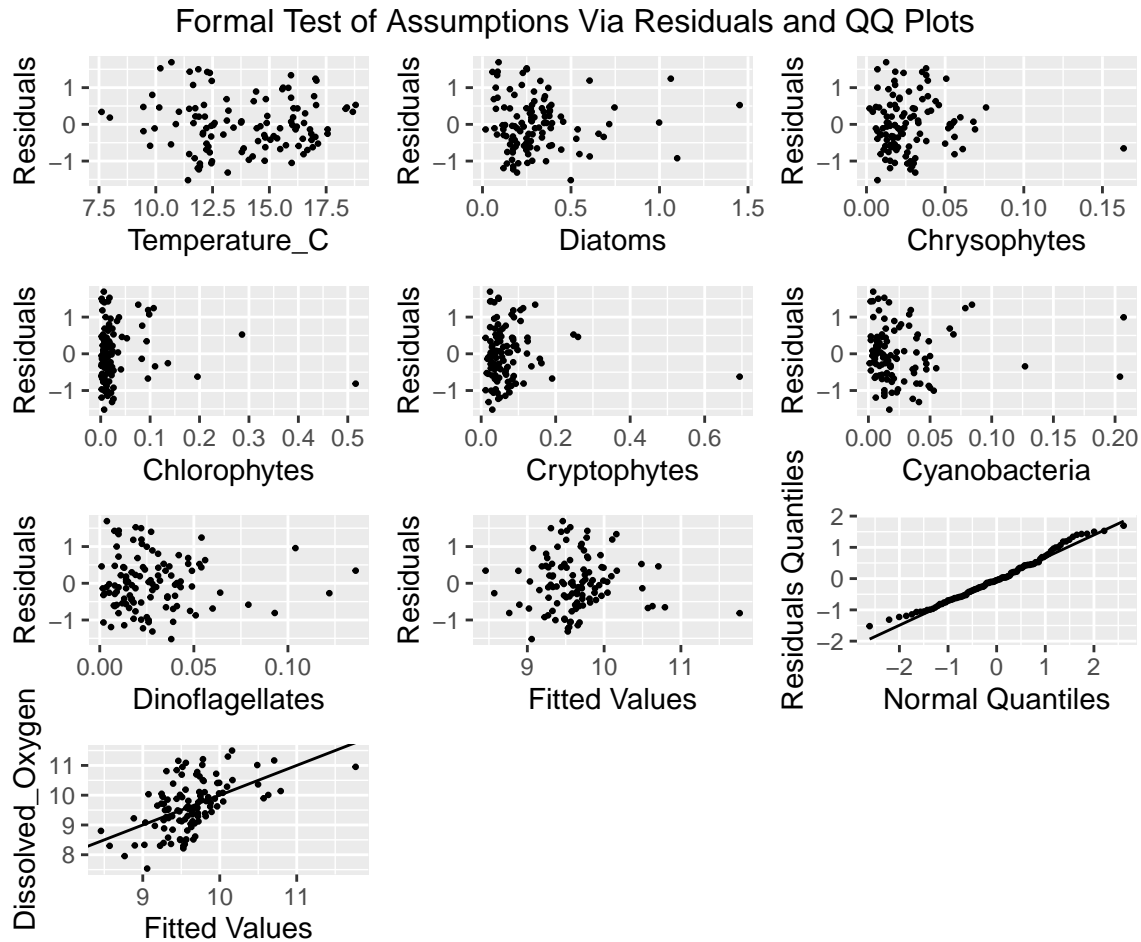 Formal Test of Assumptions Via Residuals and QQ Plots
Residuals
1
0
−1
7.5 10.0 12.5 15.0 17.5
Temperature_C
Residuals
1
0
−1
0.0 0.5 1.0 1.5
Diatoms
Residuals
1
0
−1
0.00 0.05 0.10 0.15
Chrysophytes
Residuals
1
0
−1
0.0 0.1 0.2 0.3 0.4 0.5
Chlorophytes
Residuals
1
0
−1
0.0 0.2 0.4 0.6
Cryptophytes
Residuals
1
0
−1
0.00 0.05 0.10 0.15 0.20
Cyanobacteria
Residuals
1
0
−1
0.00 0.05 0.10
Dinoflagellates
Residuals
1
0
−1
9 10 11
Fitted Values
Residuals Quantiles
2
1
0
−1
−2
−2 −1 0 1 2
Normal Quantiles
Dissolved_Oxygen
11
10
9
8
9 10 11
Fitted Values